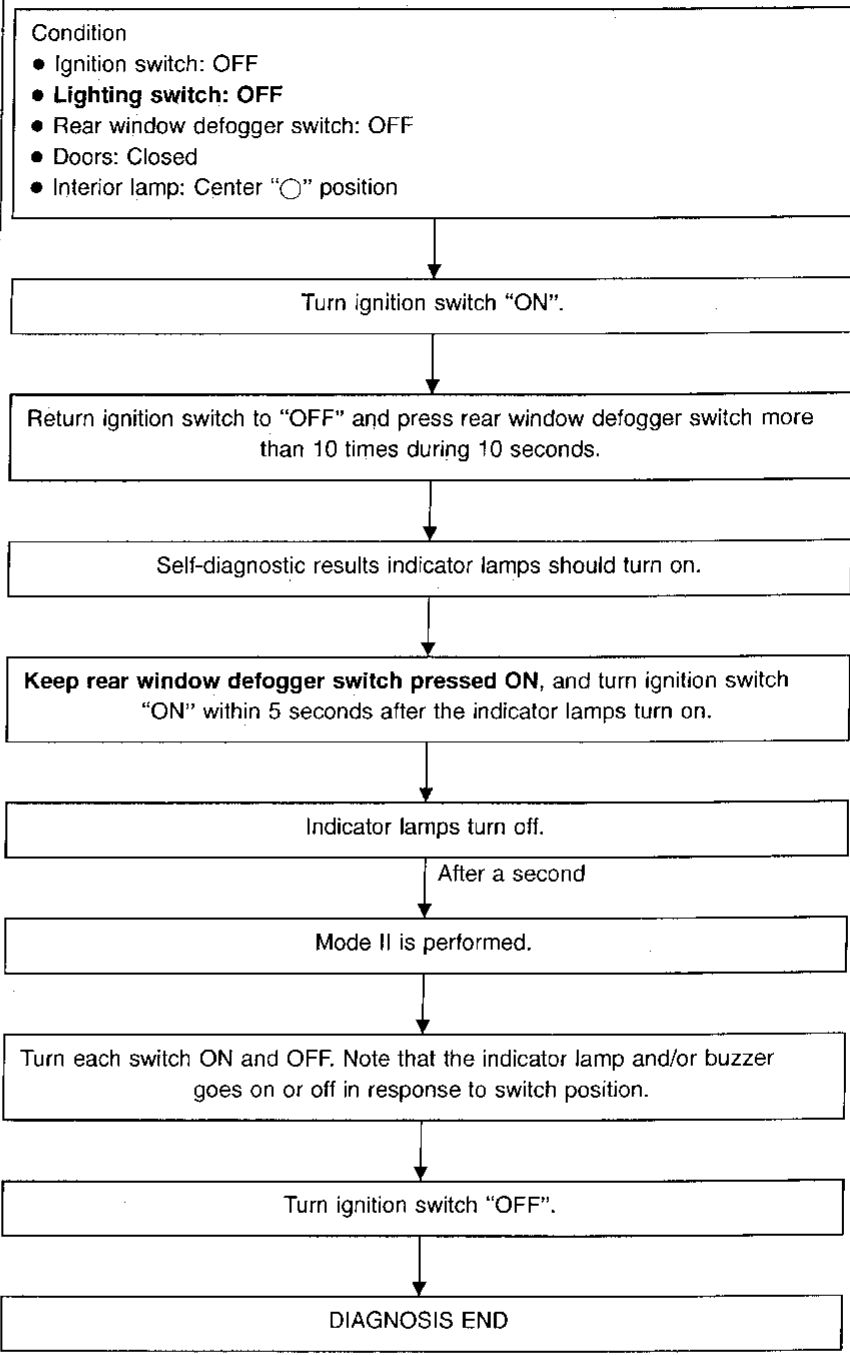 Condition
● Ignition switch: OFF
● Lighting switch: OFF
● Rear window defogger switch: OFF
● Doors: Closed
● Interior lamp: Center “○” position
Turn ignition switch “ON”.
Return ignition switch to “OFF” and press rear window defogger switch more
than 10 times during 10 seconds.
Self-diagnostic results indicator lamps should turn on.
Keep rear window defogger switch pressed ON, and turn ignition switch
“ON” within 5 seconds after the indicator lamps turn on.
Indicator lamps turn off.
After a second
Mode II is performed.
Turn each switch ON and OFF. Note that the indicator lamp and/or buzzer
goes on or off in response to switch position.
Turn ignition switch “OFF”.
DIAGNOSIS END